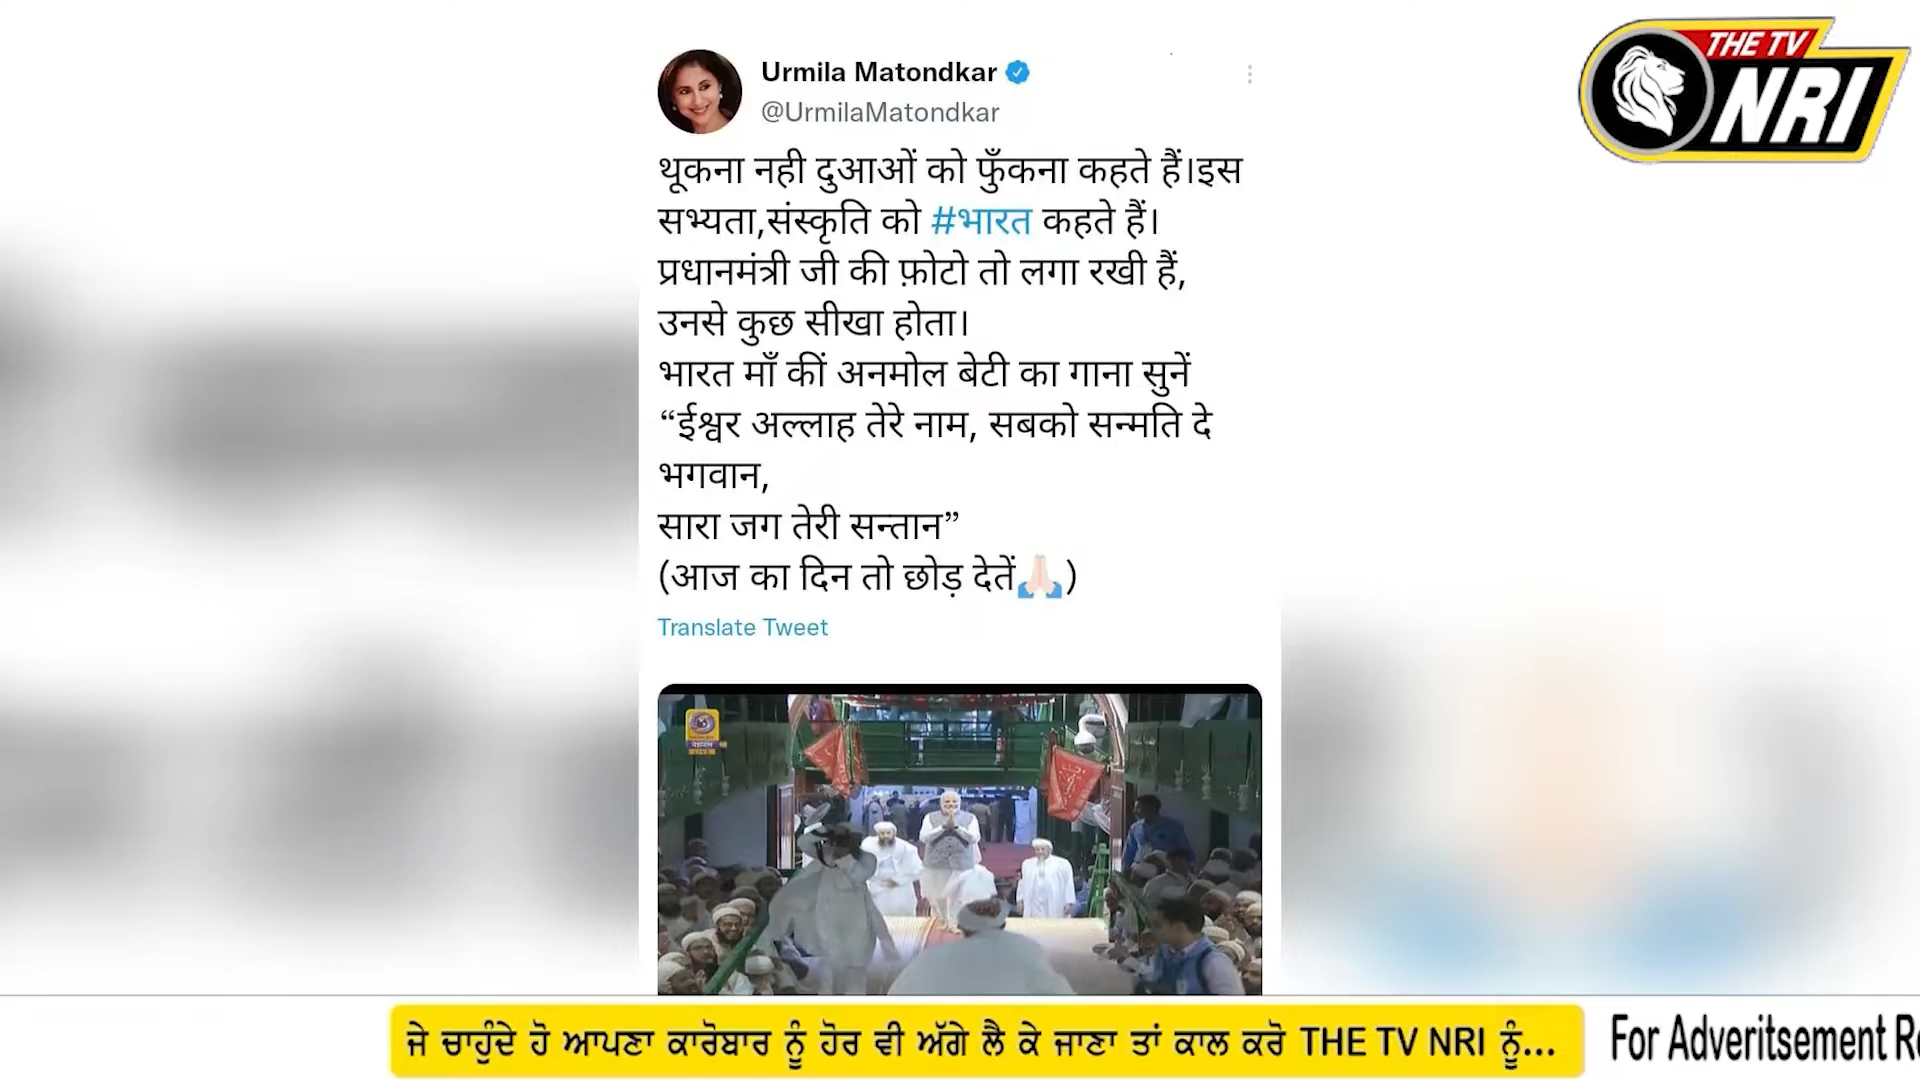 Urmila Matondkar
@UrmilaMatondkar
थूकना नही दुआओं को फुँकना कहते हैं।इस
सभ्यता,संस्कृति को #भारत कहते हैं।
प्रधानमंत्री जी की फ़ोटो तो लगा रखी हैं,
उनसे कुछ सीखा होता।
भारत माँ कीं अनमोल बेटी का गाना सुनें
“ईश्वर अल्लाह तेरे नाम, सबको सन्मति दे
भगवान,
सारा जग तेरी सन्तान”
(आज का दिन तो छोड़ देतें🙏🏻)
Translate Tweet
THE TV
NRI
ਜੇ ਚਾਹੁੰਦੇ ਹੋ ਆਪਣਾ ਕਾਰੋਬਾਰ ਨੂੰ ਹੋਰ ਵੀ ਅੱਗੇ ਲੈ ਕੇ ਜਾਣਾ ਤਾਂ ਕਾਲ ਕਰੋ THE TV NRI ਨੂੰ...
For Adveritsement Re